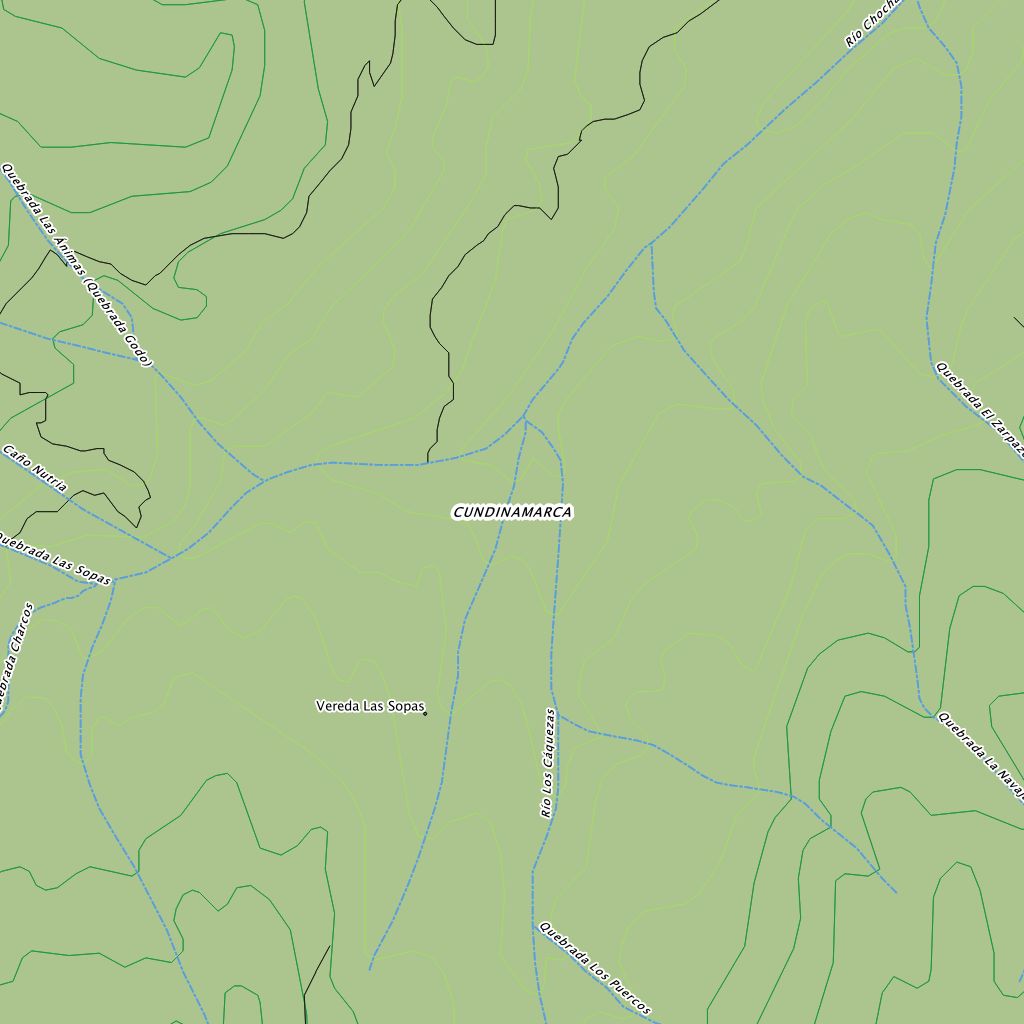 Río Chocha
Quebrada Las Ánimas (Quebrada Godo)
Quebrada El Zarpazo
Caño Nutria
CUNDINAMARCA
Quebrada Las Sopas
Quebrada Charcos
Vereda Las Sopas
Río Los Cáquezas
Quebrada La Navaja
Quebrada Los Puercos